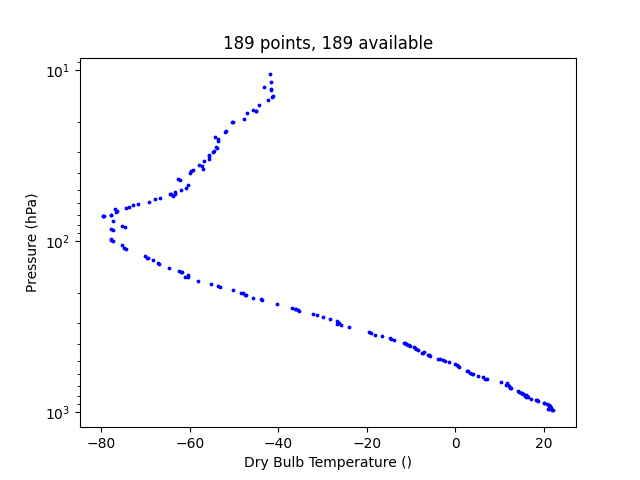 189 points, 189 available
10¹
10²
10³
Pressure (hPa)
−80 −60 −40 −20 0 20
Dry Bulb Temperature ()